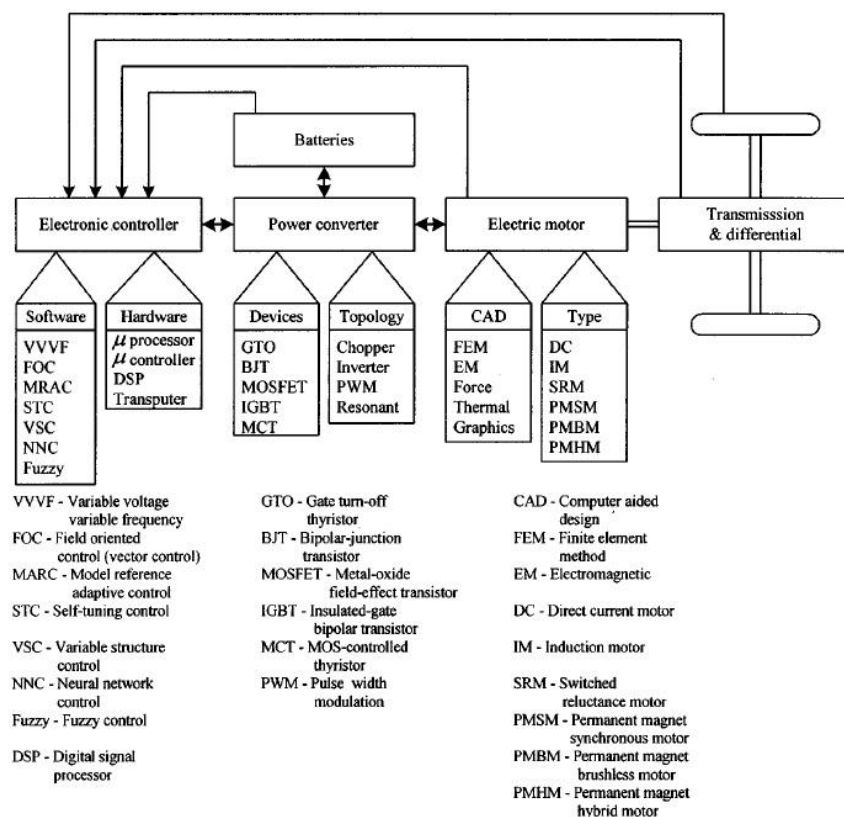 Batteries
Electronic controller
Power converter
Electric motor
Transmisssion
& differential
Software
VVVF
FOC
MRAC
STC
VSC
NNC
Fuzzy
Hardware
μ processor
μ controller
DSP
Transputer
Devices
GTO
BJT
MOSFET
IGBT
MCT
Topology
Chopper
Inverter
PWM
Resonant
CAD
FEM
EM
Force
Thermal
Graphics
Type
DC
IM
SRM
PMSM
PMBM
PMHM
VVVF - Variable voltage
variable frequency
FOC - Field oriented
control (vector control)
MARC - Model reference
adaptive control
STC - Self-tuning control
VSC - Variable structure
control
NNC - Neural network
control
Fuzzy - Fuzzy control
DSP - Digital signal
processor
GTO - Gate turn-off
thyristor
BJT - Bipolar-junction
transistor
MOSFET - Metal-oxide
field-effect transistor
IGBT - Insulated-gate
bipolar transistor
MCT - MOS-controlled
thyristor
PWM - Pulse width
modulation
CAD - Computer aided
design
FEM - Finite element
method
EM - Electromagnetic
DC - Direct current motor
IM - Induction motor
SRM - Switched
reluctance motor
PMSM - Permanent magnet
synchronous motor
PMBM - Permanent magnet
brushless motor
PMHM - Permanent magnet
hybrid motor